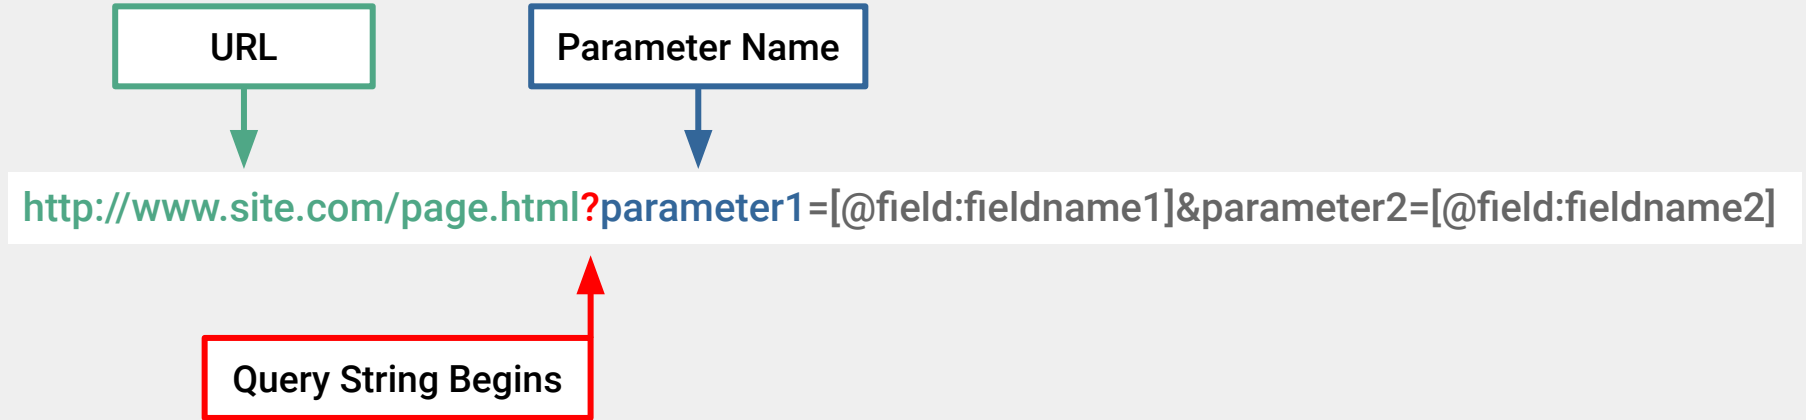 URL
Parameter Name
http://www.site.com/page.html?parameter1=[@field:fieldname1]&parameter2=[@field:fieldname2]
Query String Begins